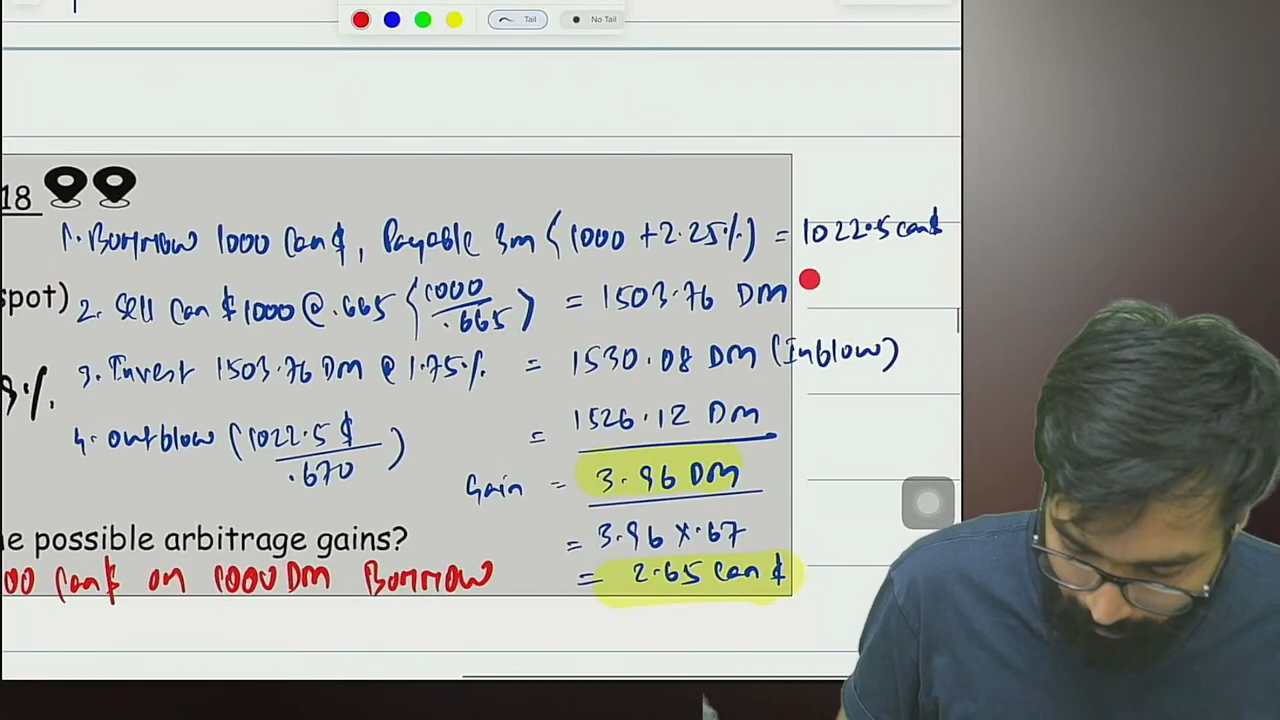 Tail
No Tail
18
1. Borrow 1000 Can$, Payable 3m (1000 + 2.25%) = 1022.5 can$
spot)
2. Sell Can $1000 @ .665 (1000/.665) = 1503.76 DM
3. Invest 1503.76 DM @ 1.75% = 1530.08 DM (Inflow)
9%
4. outflow (1022.5 $/.670) = 1526.12 DM
Gain = 3.96 DM
e possible arbitrage gains?
= 3.96 x .67
00 Can$ or 1000 DM Borrow
= 2.65 Can $